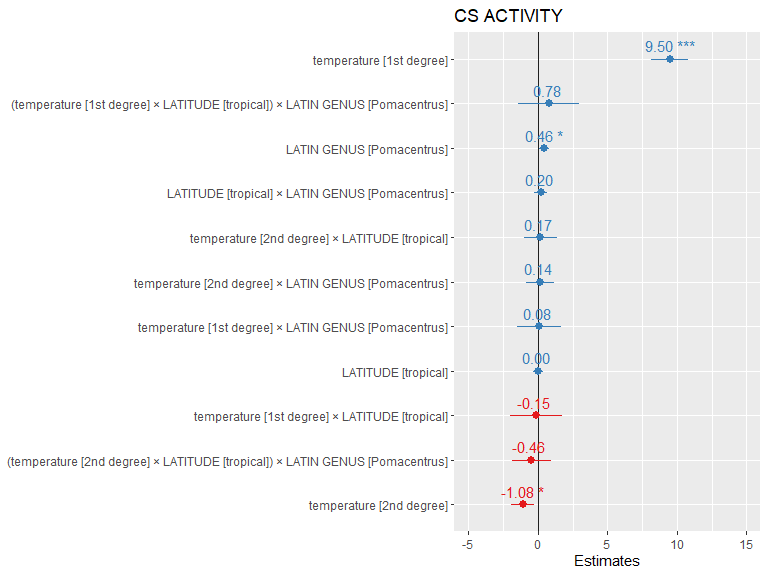 CS ACTIVITY
temperature [1st degree]
9.50 ***
(temperature [1st degree] × LATITUDE [tropical]) × LATIN GENUS [Pomacentrus]
0.78
LATIN GENUS [Pomacentrus]
0.46 *
LATITUDE [tropical] × LATIN GENUS [Pomacentrus]
0.20
temperature [2nd degree] × LATITUDE [tropical]
0.17
temperature [2nd degree] × LATIN GENUS [Pomacentrus]
0.14
temperature [1st degree] × LATIN GENUS [Pomacentrus]
0.08
LATITUDE [tropical]
0.00
temperature [1st degree] × LATITUDE [tropical]
-0.15
(temperature [2nd degree] × LATITUDE [tropical]) × LATIN GENUS [Pomacentrus]
-0.46
temperature [2nd degree]
-1.08 *
-5 0 5 10 15
Estimates